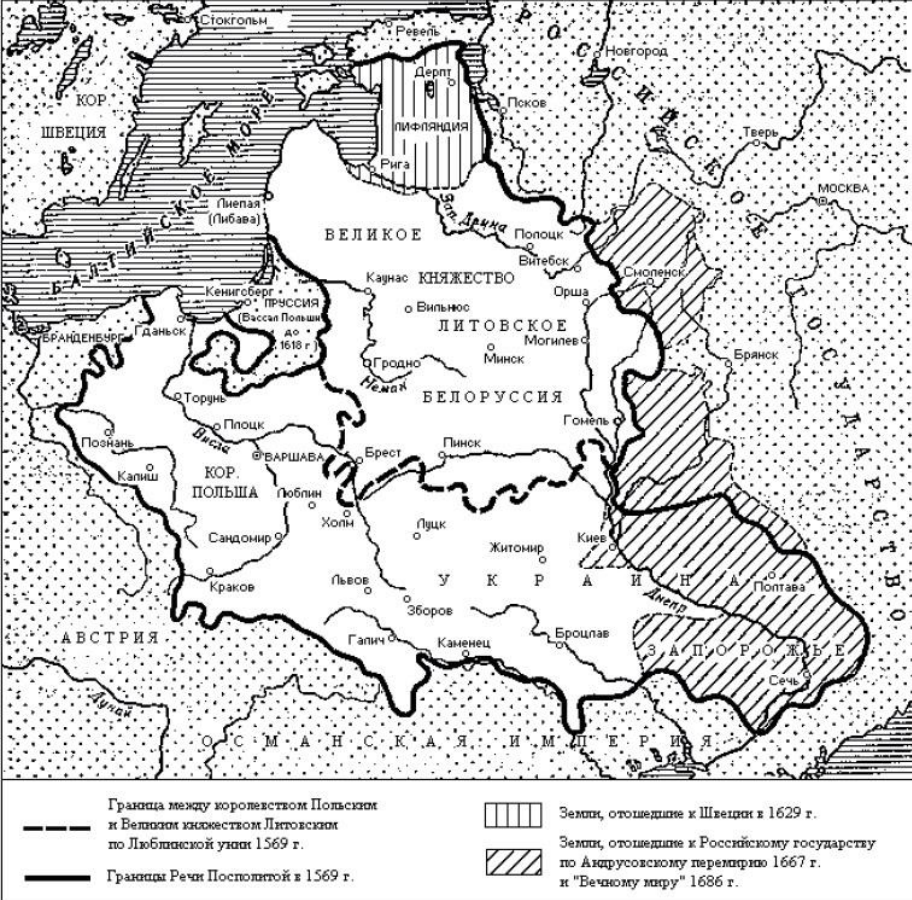 Стокгольм
Ревель
РОССИЙСКОЕ ГОСУДАРСТВО
Новгород
Дерпт
КОР.
ШВЕЦИЯ
Псков
ЛИФЛЯНДИЯ
Тверь
БАЛТИЙСКОЕ МОРЕ
Рига
МОСКВА
Лиепая
(Либава)
Зап. Двина
ВЕЛИКОЕ
Полоцк
Витебск
Смоленск
Каунас
КНЯЖЕСТВО
Кенигсберг
ПРУССИЯ
(Вассал Польши
до
1618 г.)
Орша
Вильнюс
ЛИТОВСКОЕ
БРАНДЕНБУРГ
Гданьск
Могилев
Минск
Брянск
Гродно
Неман
БЕЛОРУССИЯ
Торунь
Гомель
Плоцк
Висла
Познань
ВАРШАВА
Брест
Пинск
Калиш
КОР.
ПОЛЬША
Люблин
Холм
Луцк
Сандомир
Житомир
Киев
Краков
Львов
УКРАИНА
Полтава
Днепр
Зборов
АВСТРИЯ
Галич
Каменец
Броцлав
ЗАПОРОЖЬЕ
Сечь
Дунай
ОСМАНСКАЯ ИМПЕРИЯ
Граница между королевством Польским
и Великим княжеством Литовским
по Люблинской унии 1569 г.
Границы Речи Посполитой в 1569 г.
Земли, отошедшие к Швеции в 1629 г.
Земли, отошедшие к Российскому государству
по Андрусовскому перемирию 1667 г.
и "Вечному миру" 1686 г.